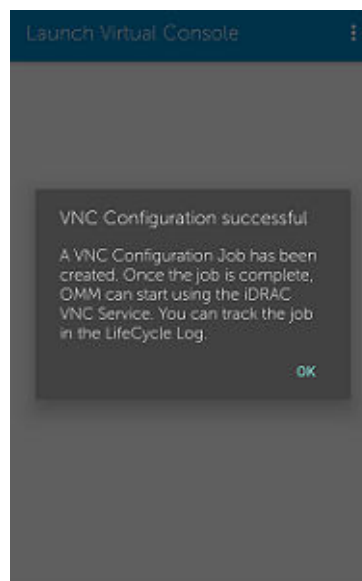 Launch Virtual Console
VNC Configuration successful
A VNC Configuration Job has been
created. Once the job is complete,
OMM can start using the iDRAC
VNC Service. You can track the job
in the LifeCycle Log.
OK